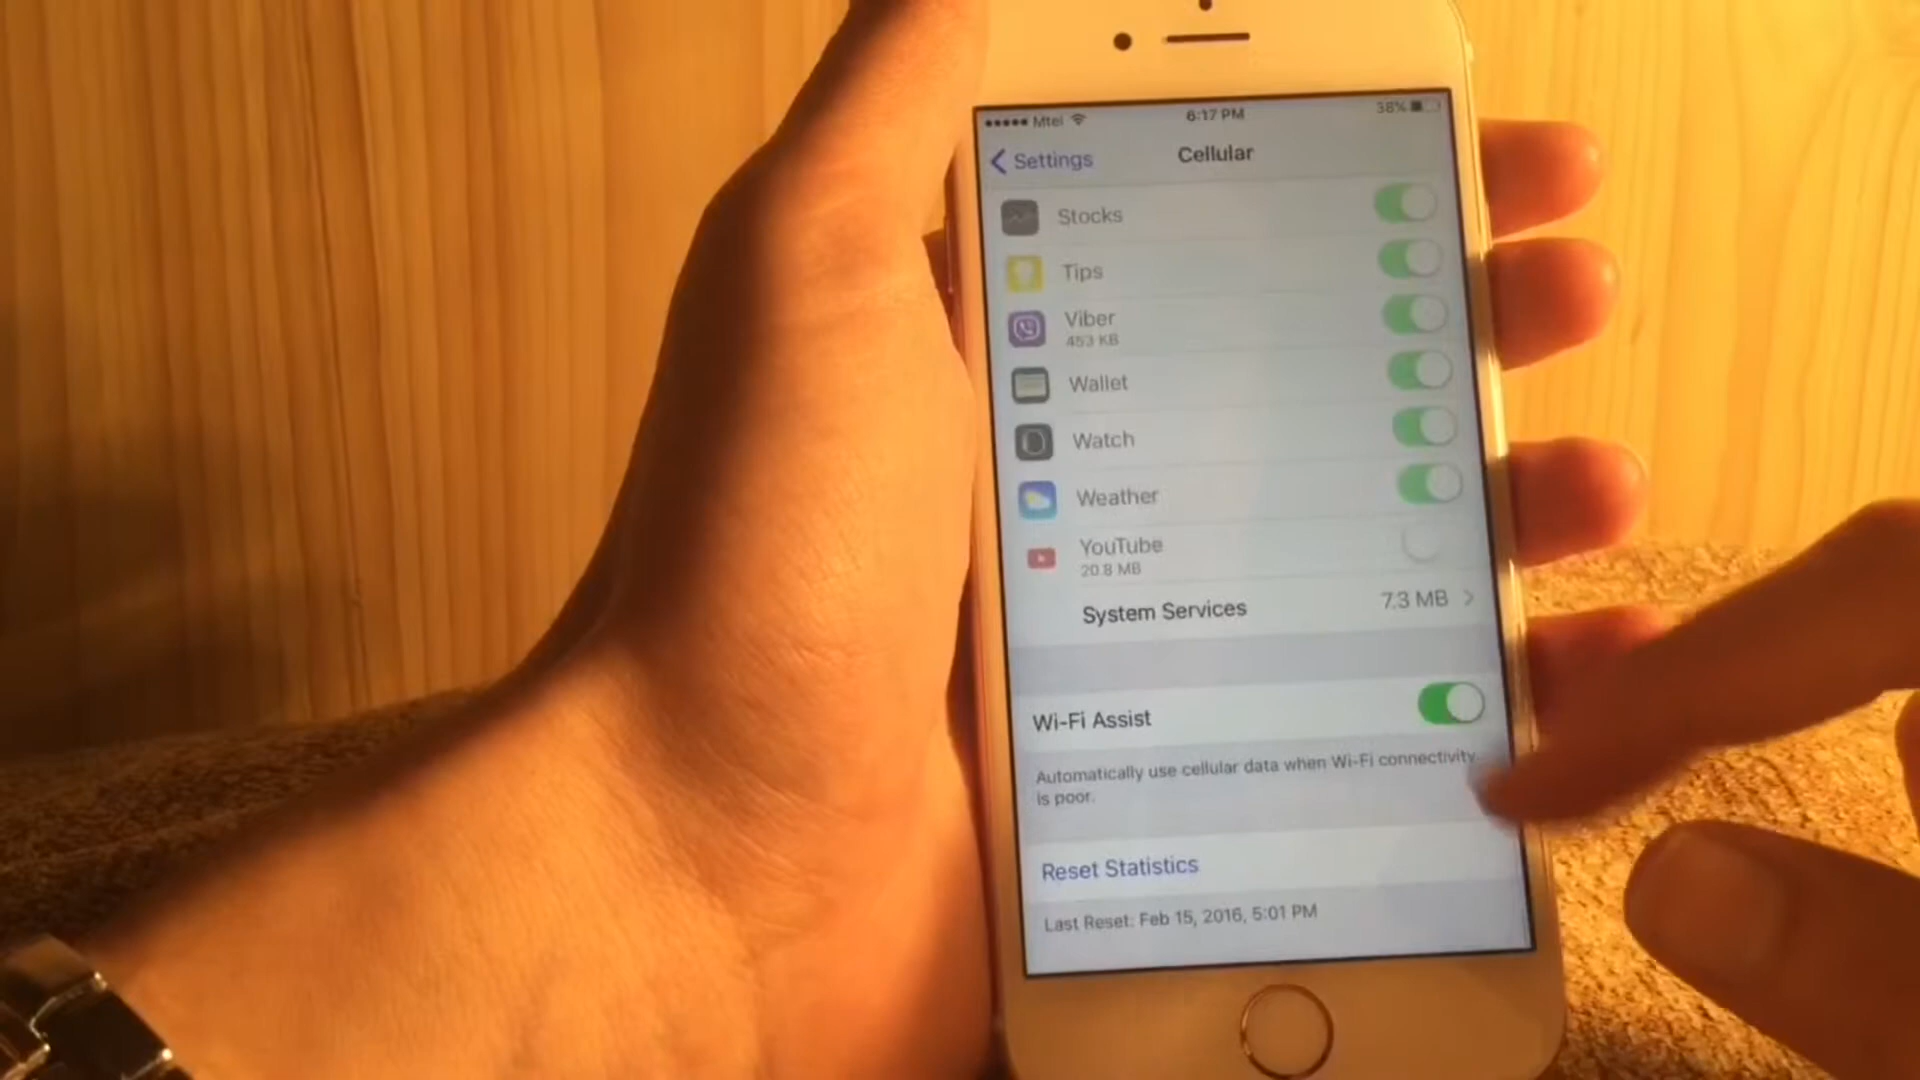 Mtel
6:17 PM
38%
Settings
Cellular
Stocks
Tips
Viber
453 KB
Wallet
Watch
Weather
YouTube
20.8 MB
System Services
7.3 MB
Wi-Fi Assist
Automatically use cellular data when Wi-Fi connectivity
is poor.
Reset Statistics
Last Reset: Feb 15, 2016, 5:01 PM